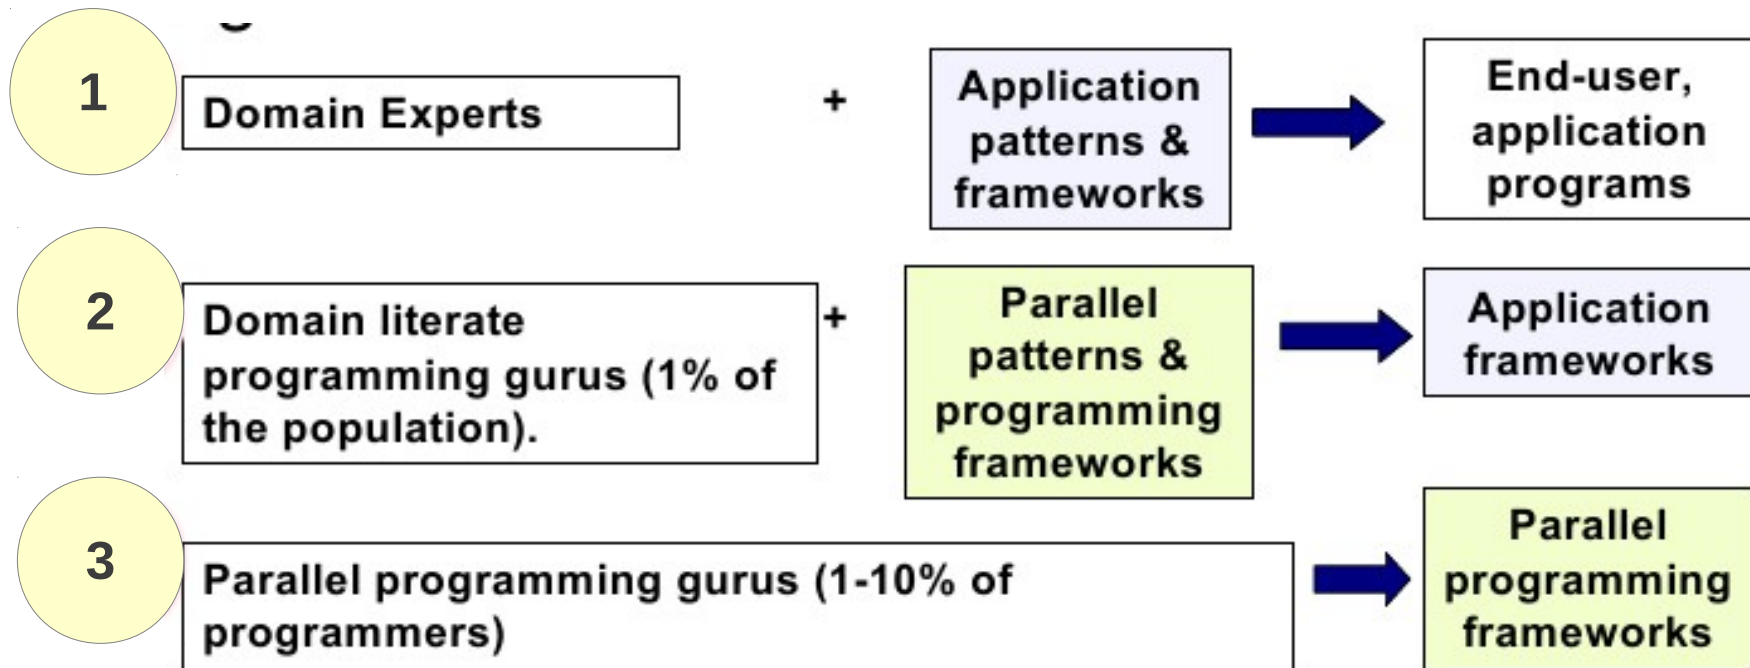 1
Domain Experts
+
Application
patterns &
frameworks
End-user,
application
programs
2
Domain literate
programming gurus (1% of
the population).
+
Parallel
patterns &
programming
frameworks
Application
frameworks
3
Parallel programming gurus (1-10% of
programmers)
Parallel
programming
frameworks